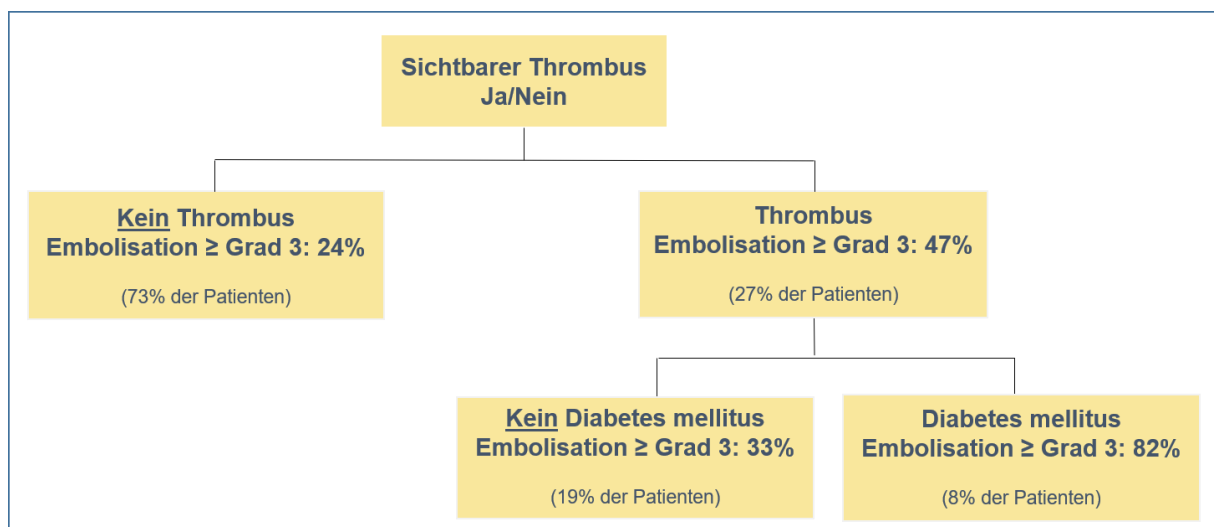 Sichtbarer Thrombus
Ja/Nein
Kein Thrombus
Embolisation ≥ Grad 3: 24%
(73% der Patienten)
Thrombus
Embolisation ≥ Grad 3: 47%
(27% der Patienten)
Kein Diabetes mellitus
Embolisation ≥ Grad 3: 33%
(19% der Patienten)
Diabetes mellitus
Embolisation ≥ Grad 3: 82%
(8% der Patienten)